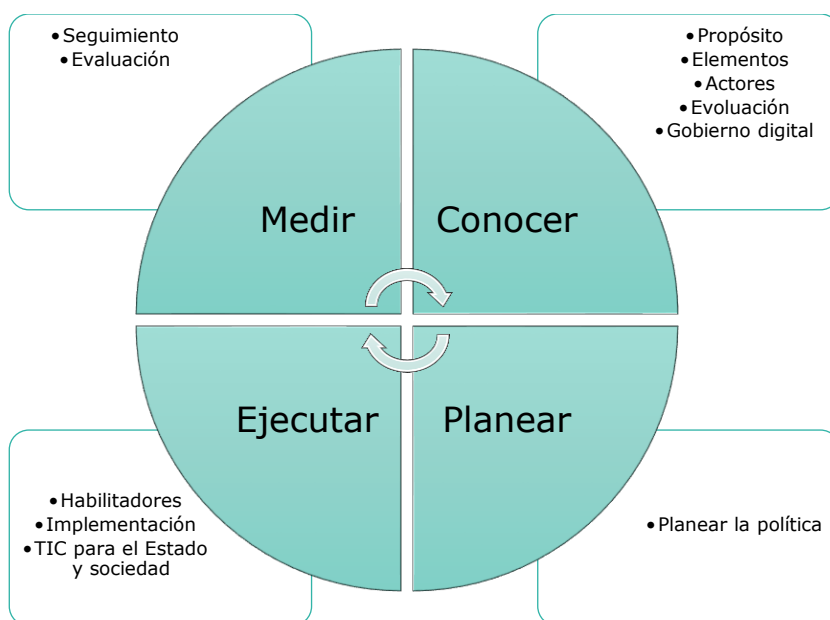 • Seguimiento
• Evaluación
• Propósito
• Elementos
• Actores
• Evoluación
• Gobierno digital
Medir
Conocer
Ejecutar
Planear
• Habilitadores
• Implementación
• TIC para el Estado
y sociedad
• Planear la política